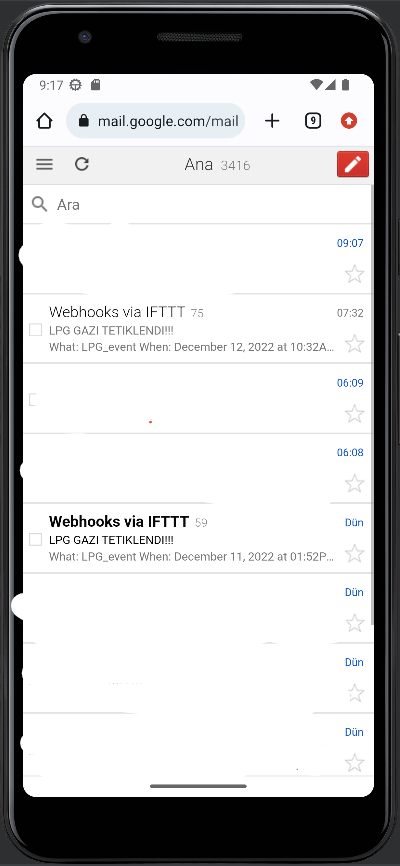 9:17
mail.google.com/mail
9
Ana 3416
Ara
09:07
Webhooks via IFTTT 75
07:32
LPG GAZI TETIKLENDI!!!
What: LPG_event When: December 12, 2022 at 10:32A...
06:09
06:08
Webhooks via IFTTT 59
Dün
LPG GAZI TETIKLENDI!!!
What: LPG_event When: December 11, 2022 at 01:52P...
Dün
Dün
Dün